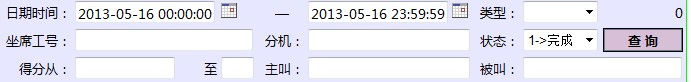 日期时间： 2013-05-16 00:00:00 — 2013-05-16 23:59:59 类型： 0
坐席工号： 分机： 状态： 1->完成 查 询
得分从： 至 主叫： 被叫：